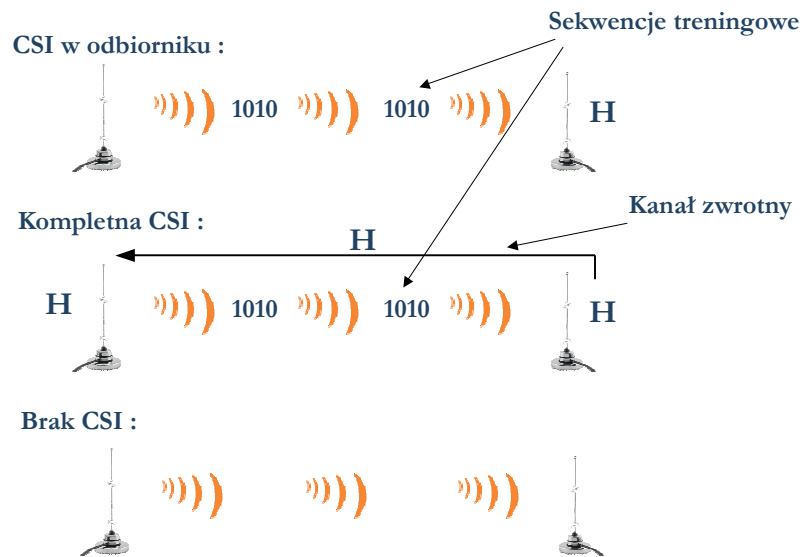 Sekwencje treningowe
CSI w odbiorniku :
1010 1010 H
Kanał zwrotny
Kompletna CSI :
H
H 1010 1010 H
Brak CSI :